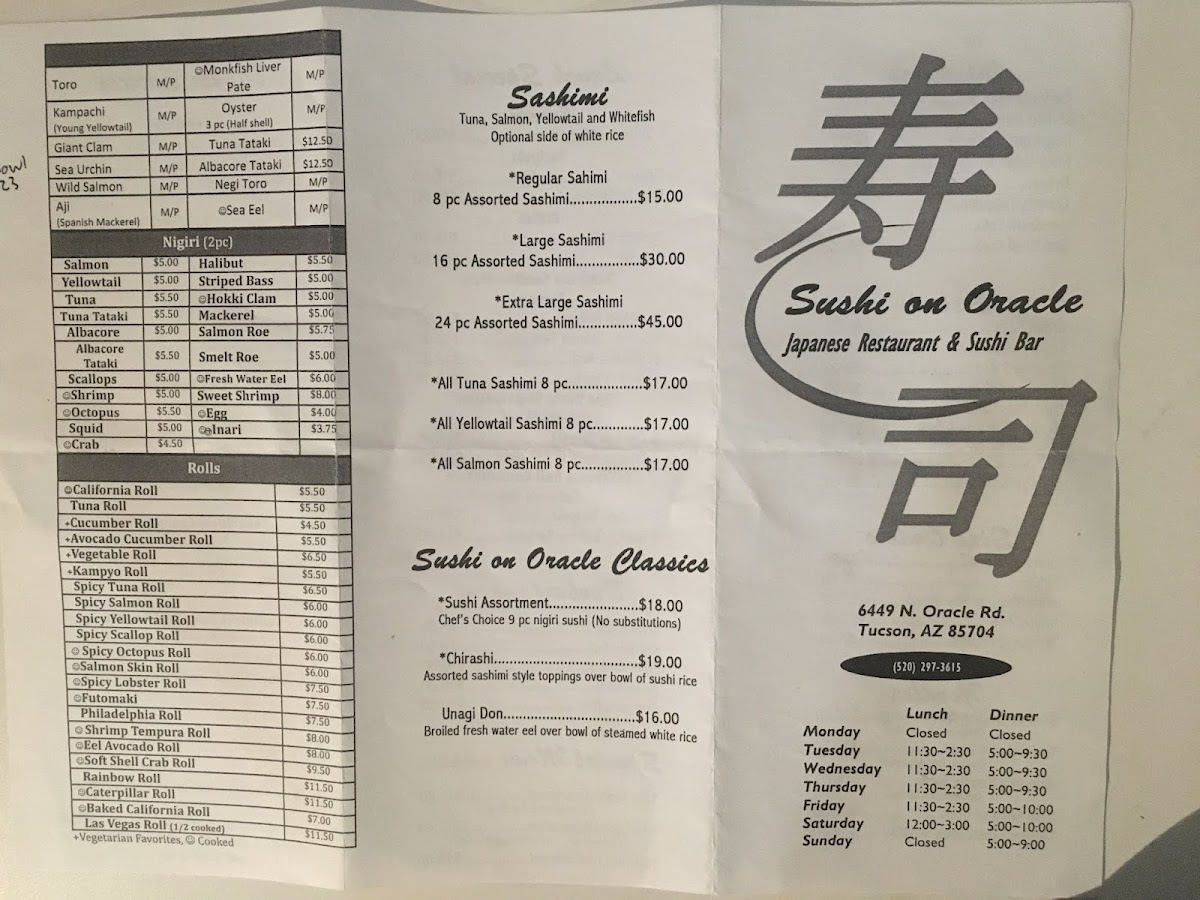 owl
23
Toro M/P ☺Monkfish Liver Pate M/P
Kampachi (Young Yellowtail) M/P Oyster 3 pc (Half shell) M/P
Giant Clam M/P Tuna Tataki $12.50
Sea Urchin M/P Albacore Tataki $12.50
Wild Salmon M/P Negi Toro M/P
Aji (Spanish Mackerel) M/P ☺Sea Eel M/P
Nigiri (2pc)
Salmon $5.00 Halibut $5.50
Yellowtail $5.00 Striped Bass $5.00
Tuna $5.50 ☺Hokki Clam $5.00
Tuna Tataki $5.50 Mackerel $5.00
Albacore $5.00 Salmon Roe $5.75
Albacore Tataki $5.50 Smelt Roe $5.00
Scallops $5.00 ☺Fresh Water Eel $6.00
☺Shrimp $5.00 Sweet Shrimp $8.00
☺Octopus $5.50 ☺Egg $4.00
Squid $5.00 ☺Inari $3.75
☺Crab $4.50
Rolls
☺California Roll $5.50
Tuna Roll $5.50
+Cucumber Roll $4.50
+Avocado Cucumber Roll $5.50
+Vegetable Roll $6.50
+Kampyo Roll $5.50
Spicy Tuna Roll $6.50
Spicy Salmon Roll $6.00
Spicy Yellowtail Roll $6.00
Spicy Scallop Roll $6.00
☺ Spicy Octopus Roll $6.00
☺Salmon Skin Roll $6.00
☺Spicy Lobster Roll $7.50
☺Futomaki $7.50
Philadelphia Roll $7.50
☺ Shrimp Tempura Roll $8.00
☺Eel Avocado Roll $8.00
☺Soft Shell Crab Roll $9.50
Rainbow Roll $11.50
☺Caterpillar Roll $11.50
☺Baked California Roll $7.00
Las Vegas Roll (1/2 cooked) $11.50
+Vegetarian Favorites, ☺ Cooked
Sashimi
Tuna, Salmon, Yellowtail and Whitefish
Optional side of white rice
*Regular Sahimi
8 pc Assorted Sashimi.................$15.00
*Large Sashimi
16 pc Assorted Sashimi...............$30.00
*Extra Large Sashimi
24 pc Assorted Sashimi..............$45.00
*All Tuna Sashimi 8 pc...................$17.00
*All Yellowtail Sashimi 8 pc.............$17.00
*All Salmon Sashimi 8 pc................$17.00
Sushi on Oracle Classics
*Sushi Assortment.......................$18.00
Chef's Choice 9 pc nigiri sushi (No substitutions)
*Chirashi.....................................$19.00
Assorted sashimi style toppings over bowl of sushi rice
Unagi Don..................................$16.00
Broiled fresh water eel over bowl of steamed white rice
寿
Sushi on Oracle
Japanese Restaurant & Sushi Bar
司
6449 N. Oracle Rd.
Tucson, AZ 85704
(520) 297-3615
Lunch Dinner
Monday Closed Closed
Tuesday 11:30~2:30 5:00~9:30
Wednesday 11:30~2:30 5:00~9:30
Thursday 11:30~2:30 5:00~9:30
Friday 11:30~2:30 5:00~10:00
Saturday 12:00~3:00 5:00~10:00
Sunday Closed 5:00~9:00